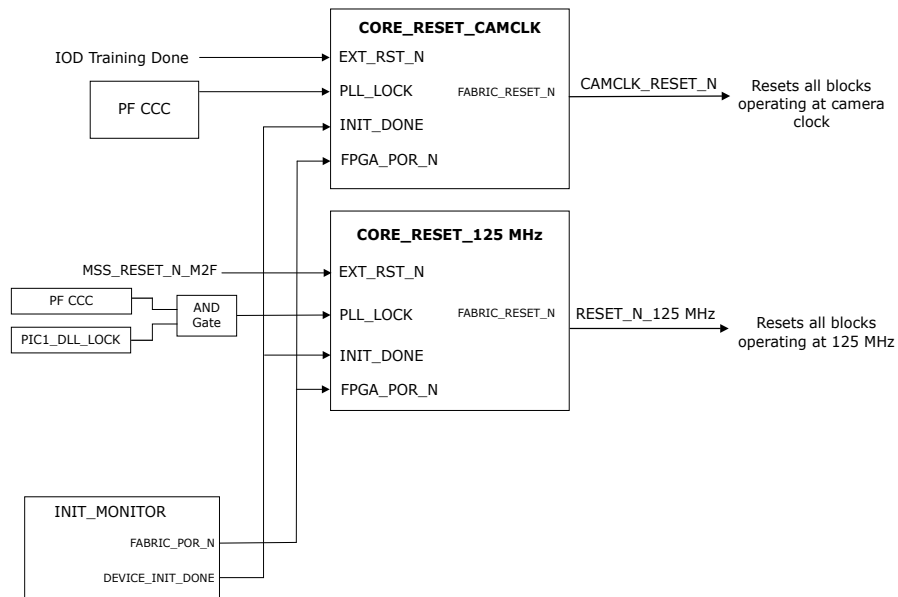 CORE_RESET_CAMCLK
IOD Training Done
EXT_RST_N
PF CCC
PLL_LOCK
FABRIC_RESET_N
CAMCLK_RESET_N
Resets all blocks
operating at camera
clock
INIT_DONE
FPGA_POR_N
CORE_RESET_125 MHz
MSS_RESET_N_M2F
EXT_RST_N
PF CCC
AND
Gate
PIC1_DLL_LOCK
PLL_LOCK
FABRIC_RESET_N
RESET_N_125 MHz
Resets all blocks
operating at 125 MHz
INIT_DONE
FPGA_POR_N
INIT_MONITOR
FABRIC_POR_N
DEVICE_INIT_DONE